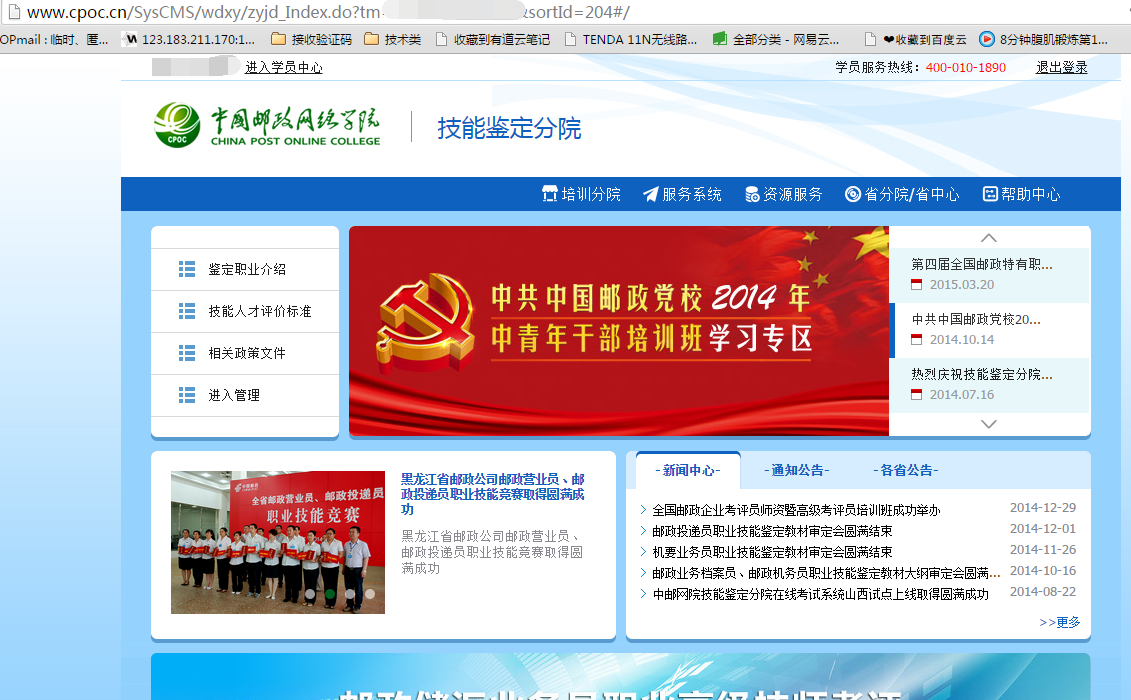 www.cpoc.cn/SysCMS/wdxy/zyjd_Index.do?tm-
&sortId=204#/
OPmail : 临时、匿...
123.183.211.170:1...
接收验证码
技术类
收藏到有道云笔记
TENDA 11N无线路...
全部分类 - 网易云...
❤收藏到百度云
8分钟腹肌锻炼第1...
进入学员中心
学员服务热线：400-010-1890
退出登录
CPOC
中国邮政网络学院
CHINA POST ONLINE COLLEGE
技能鉴定分院
培训分院
服务系统
资源服务
省分院/省中心
帮助中心
鉴定职业介绍
技能人才评价标准
相关政策文件
进入管理
中共中国邮政党校 2014 年
中青年干部培训班学习专区
第四届全国邮政特有职...
2015.03.20
中共中国邮政党校20...
2014.10.14
热烈庆祝技能鉴定分院...
2014.07.16
中国邮政
全省邮政营业员、邮政投递员
职业技能竞赛
黑龙江省邮政公司邮政营业员、邮
政投递员职业技能竞赛取得圆满成
功
黑龙江省邮政公司邮政营业员、
邮政投递员职业技能竞赛取得圆
满成功
-新闻中心-
-通知公告-
-各省公告-
全国邮政企业考评员师资暨高级考评员培训班成功举办 2014-12-29
邮政投递员职业技能鉴定教材审定会圆满结束 2014-12-01
机要业务员职业技能鉴定教材审定会圆满结束 2014-11-26
邮政业务档案员、邮政机务员职业技能鉴定教材大纲审定会圆满... 2014-10-16
中邮网院技能鉴定分院在线考试系统山西试点上线取得圆满成功 2014-08-22
>>更多
邮政储汇业务员职业高级技师考评